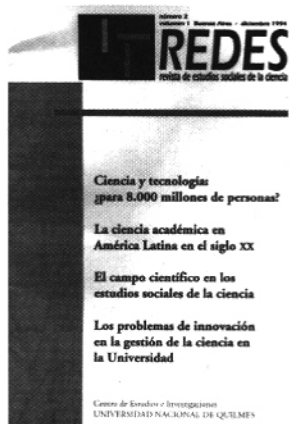 número 2
volumen 1 Buenos Aires - diciembre 1994
REDES
revista de estudios sociales de la ciencia
Ciencia y tecnología:
¿para 8.000 millones de personas?
La ciencia académica en
América Latina en el siglo XX
El campo científico en los
estudios sociales de la ciencia
Los problemas de innovación
en la gestión de la ciencia en
la Universidad
Centro de Estudios e Investigaciones
UNIVERSIDAD NACIONAL DE QUILMES